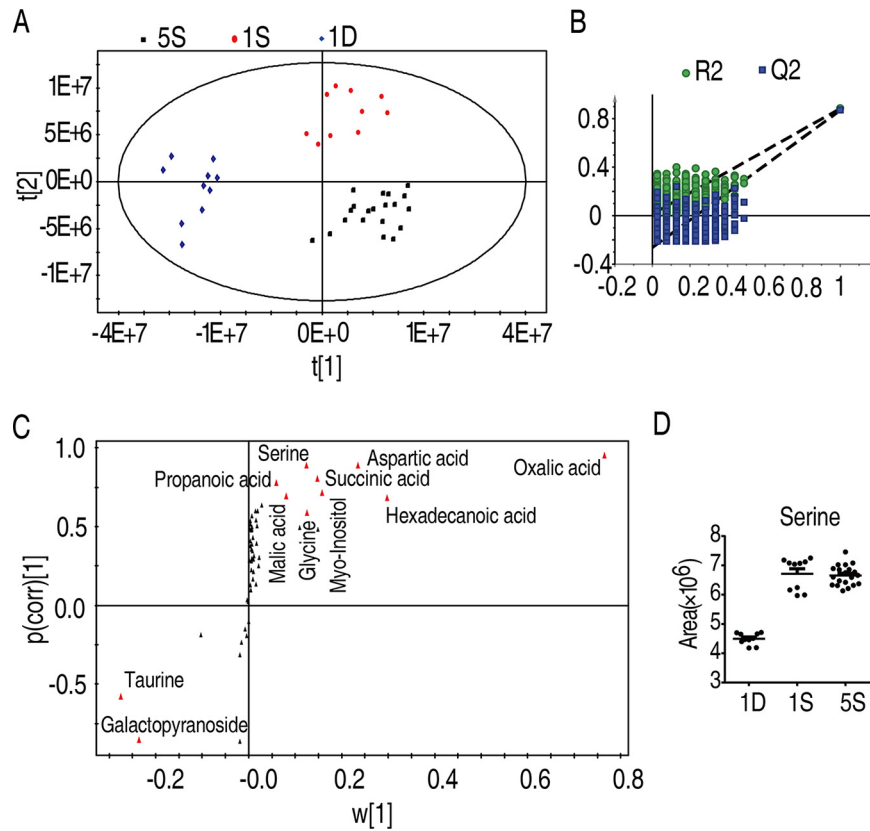 A
5S 1S 1D
1E+7
5E+6
0E+0
-5E+6
-1E+7
t[2]
-4E+7 -1E+7 0E+0 1E+7 4E+7
t[1]
B
R2 Q2
0.8
0.4
0
-0.4
-0.2 0 0.2 0.4 0.6 0.8 1
C
1.0
0.5
0.0
-0.5
p(corr)[1]
Serine
Aspartic acid
Oxalic acid
Propanoic acid
Succinic acid
Hexadecanoic acid
Malic acid
Glycine
Myo-Inositol
Taurine
Galactopyranoside
-0.2 -0.0 0.2 0.4 0.6 0.8
w[1]
D
Serine
7
6
5
4
3
Area(×10⁶)
1D 1S 5S